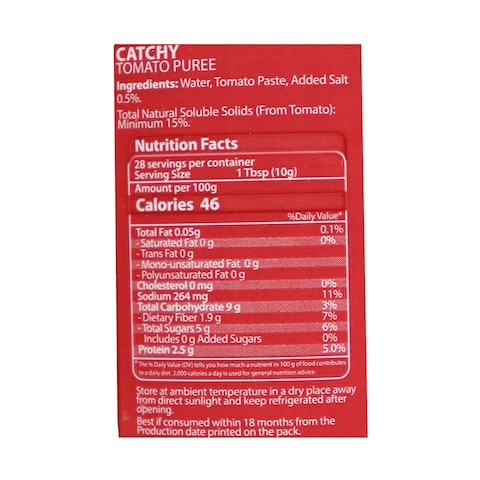 CATCHY
TOMATO PUREE
Ingredients: Water, Tomato Paste, Added Salt
0.5%.
Total Natural Soluble Solids (From Tomato):
Minimum 15%.
Nutrition Facts
28 servings per container
Serving Size 1 Tbsp (10g)
Amount per 100g
Calories 46
%Daily Value*
Total Fat 0.05g 0.1%
- Saturated Fat 0 g 0%
- Trans Fat 0 g
- Mono-unsaturated Fat 0 g
- Polyunsaturated Fat 0 g
Cholesterol 0 mg 0%
Sodium 264 mg 11%
Total Carbohydrate 9 g 3%
- Dietary Fiber 1.9 g 7%
- Total Sugars 5 g 6%
Includes 0 g Added Sugars 0%
Protein 2.5 g 5.0%
* The % Daily Value (DV) tells you how much a nutrient in 100 g of food contributes
to a daily diet. 2,000 calories a day is used for general nutrition advice.
Store at ambient temperature in a dry place away
from direct sunlight and keep refrigerated after
opening.
Best if consumed within 18 months from the
Production date printed on the pack.